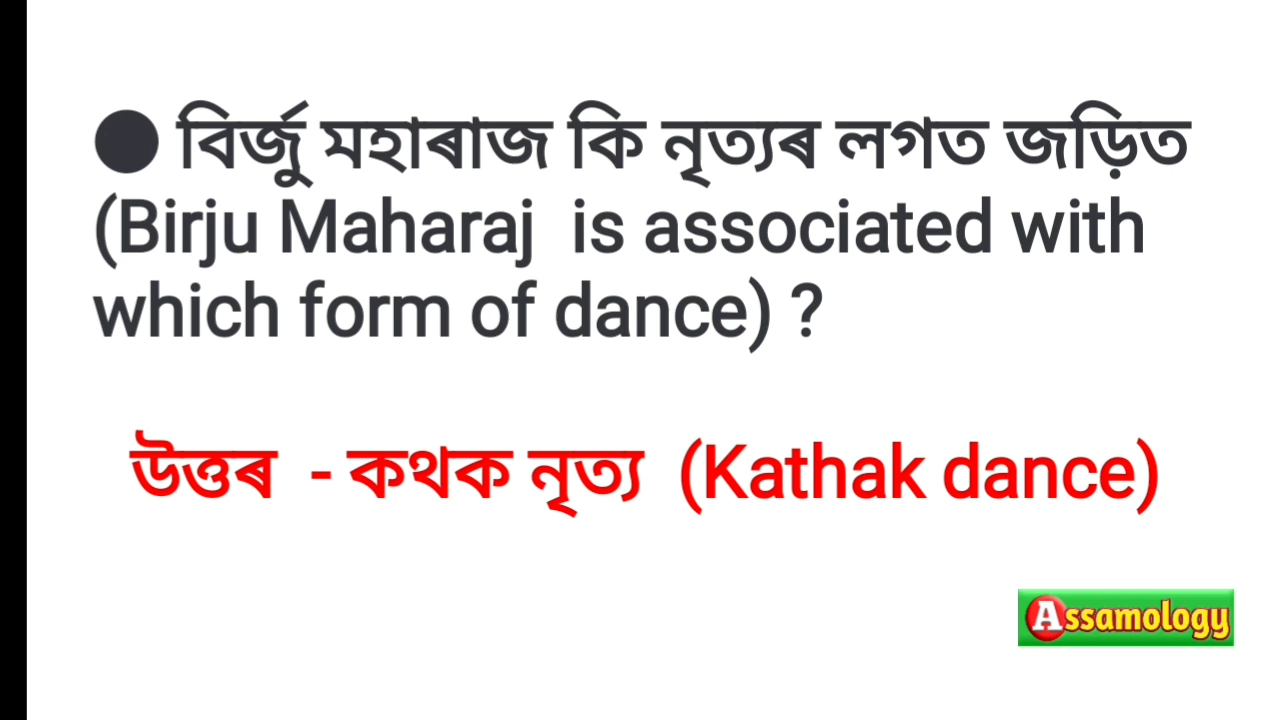 ● বিৰ্জু মহাৰাজ কি নৃত্যৰ লগত জড়িত
(Birju Maharaj is associated with
which form of dance) ?
উত্তৰ - কথক নৃত্য (Kathak dance)
Assamology